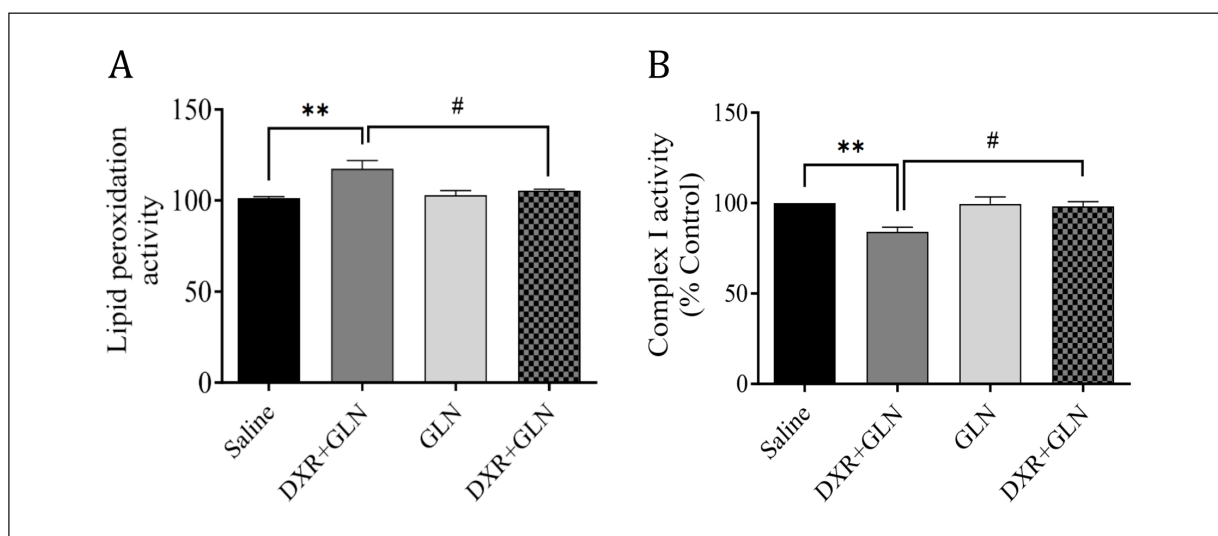 A
Lipid peroxidation
activity
150
100
50
0
**
#
Saline
DXR+GLN
GLN
DXR+GLN
B
Complex I activity
(% Control)
150
100
50
0
**
#
Saline
DXR+GLN
GLN
DXR+GLN